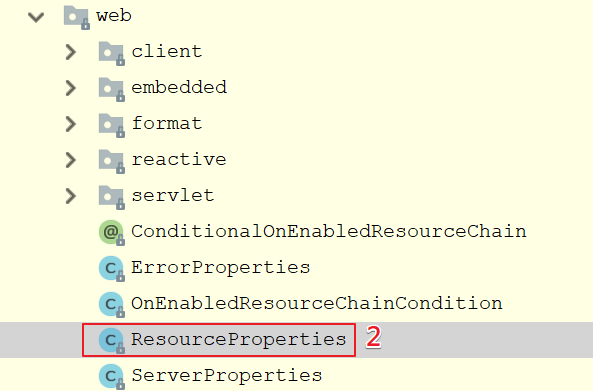 web
client
embedded
format
reactive
servlet
@ ConditionalOnEnabledResourceChain
C ErrorProperties
C OnEnabledResourceChainCondition
C ResourceProperties 2
C ServerProperties